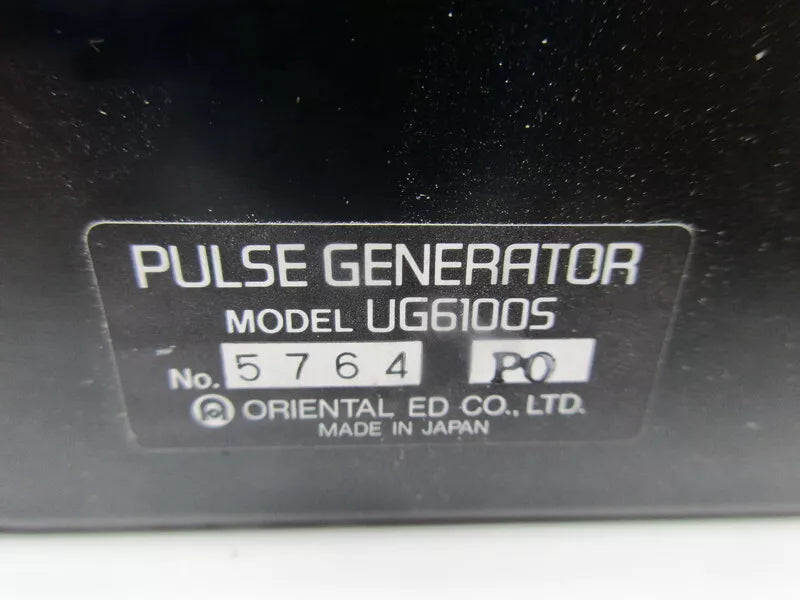 PULSE GENERATOR
MODEL UG6100S
No. 5764 PO
ORIENTAL ED CO., LTD.
MADE IN JAPAN